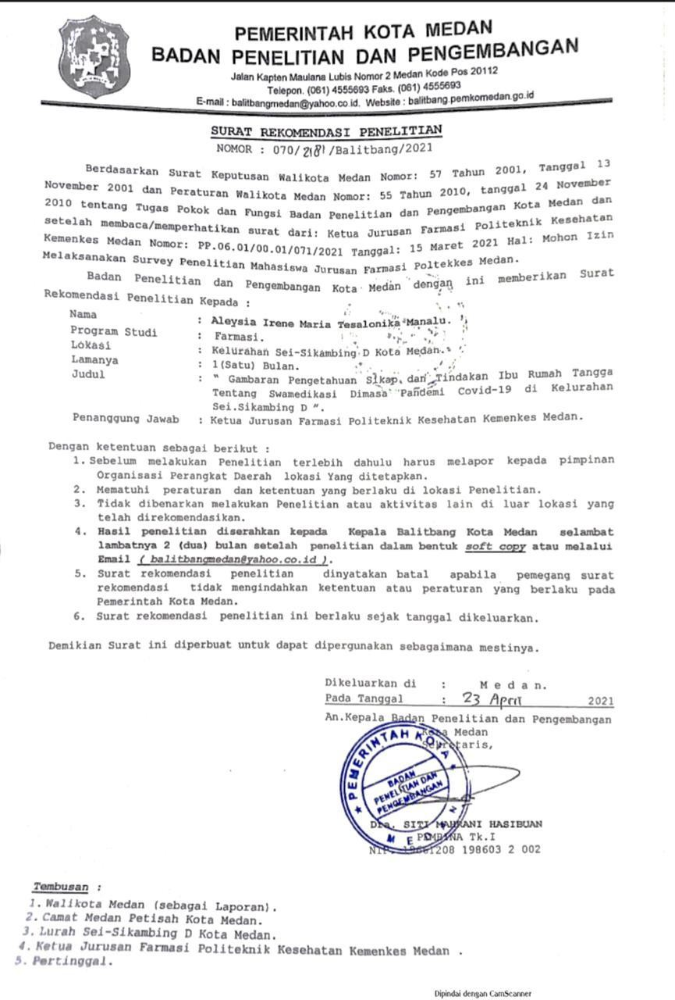 PEMERINTAH KOTA MEDAN
BADAN PENELITIAN DAN PENGEMBANGAN
Jalan Kapten Maulana Lubis Nomor 2 Medan Kode Pos 20112
Telepon. (061) 4555693 Faks. (061) 4555693
E-mail : balitbangmedan@yahoo.co.id. Website : balitbang.pemkomedan.go.id
SURAT REKOMENDASI PENELITIAN
NOMOR : 070/218/Balitbang/2021
Berdasarkan Surat Keputusan Walikota Medan Nomor: 57 Tahun 2001, Tanggal 13
November 2001 dan Peraturan Walikota Medan Nomor: 55 Tahun 2010, tanggal 24 November
2010 tentang Tugas Pokok dan Fungsi Badan Penelitian dan Pengembangan Kota Medan dan
setelah membaca/memperhatikan surat dari: Ketua Jurusan Farmasi Politeknik Kesehatan
Kemenkes Medan Nomor: PP.06.01/00.01/071/2021 Tanggal: 15 Maret 2021 Hal: Mohon Izin
Melaksanakan Survey Penelitian Mahasiswa Jurusan Farmasi Poltekkes Medan.
Badan Penelitian dan Pengembangan Kota Medan dengan ini memberikan Surat
Rekomendasi Penelitian Kepada :
Nama : Aleysia Irene Maria Tesalonika Manalu.
Program Studi : Farmasi.
Lokasi : Kelurahan Sei-Sikambing D Kota Medan.
Lamanya : 1(Satu) Bulan.
Judul : " Gambaran Pengetahuan Sikap dan Tindakan Ibu Rumah Tangga
Tentang Swamedikasi Dimasa Pandemi Covid-19 di Kelurahan
Sei.Sikambing D ".
Penanggung Jawab : Ketua Jurusan Farmasi Politeknik Kesehatan Kemenkes Medan.
Dengan ketentuan sebagai berikut :
1. Sebelum melakukan Penelitian terlebih dahulu harus melapor kepada pimpinan
Organisasi Perangkat Daerah lokasi Yang ditetapkan.
2. Mematuhi peraturan dan ketentuan yang berlaku di lokasi Penelitian.
3. Tidak dibenarkan melakukan Penelitian atau aktivitas lain di luar lokasi yang
telah direkomendasikan.
4. Hasil penelitian diserahkan kepada Kepala Balitbang Kota Medan selambat
lambatnya 2 (dua) bulan setelah penelitian dalam bentuk soft copy atau melalui
Email ( balitbangmedan@yahoo.co.id ).
5. Surat rekomendasi penelitian dinyatakan batal apabila pemegang surat
rekomendasi tidak mengindahkan ketentuan atau peraturan yang berlaku pada
Pemerintah Kota Medan.
6. Surat rekomendasi penelitian ini berlaku sejak tanggal dikeluarkan.
Demikian Surat ini diperbuat untuk dapat dipergunakan sebagaimana mestinya.
Dikeluarkan di : M e d a n.
Pada Tanggal : 23 April 2021
An.Kepala Badan Penelitian dan Pengembangan
Kota Medan
Sekretaris,
PEMERINTAH KOTA
BADAN
PENELITIAN DAN
PENGEMBANGAN
MEDAN
Dra. SITI MAHRANI HASIBUAN
PEMBINA Tk.I
NIP. 19661208 198603 2 002
Tembusan :
1. Walikota Medan (sebagai Laporan).
2. Camat Medan Petisah Kota Medan.
3. Lurah Sei-Sikambing D Kota Medan.
4. Ketua Jurusan Farmasi Politeknik Kesehatan Kemenkes Medan .
5. Pertinggal.
Dipindai dengan CamScanner